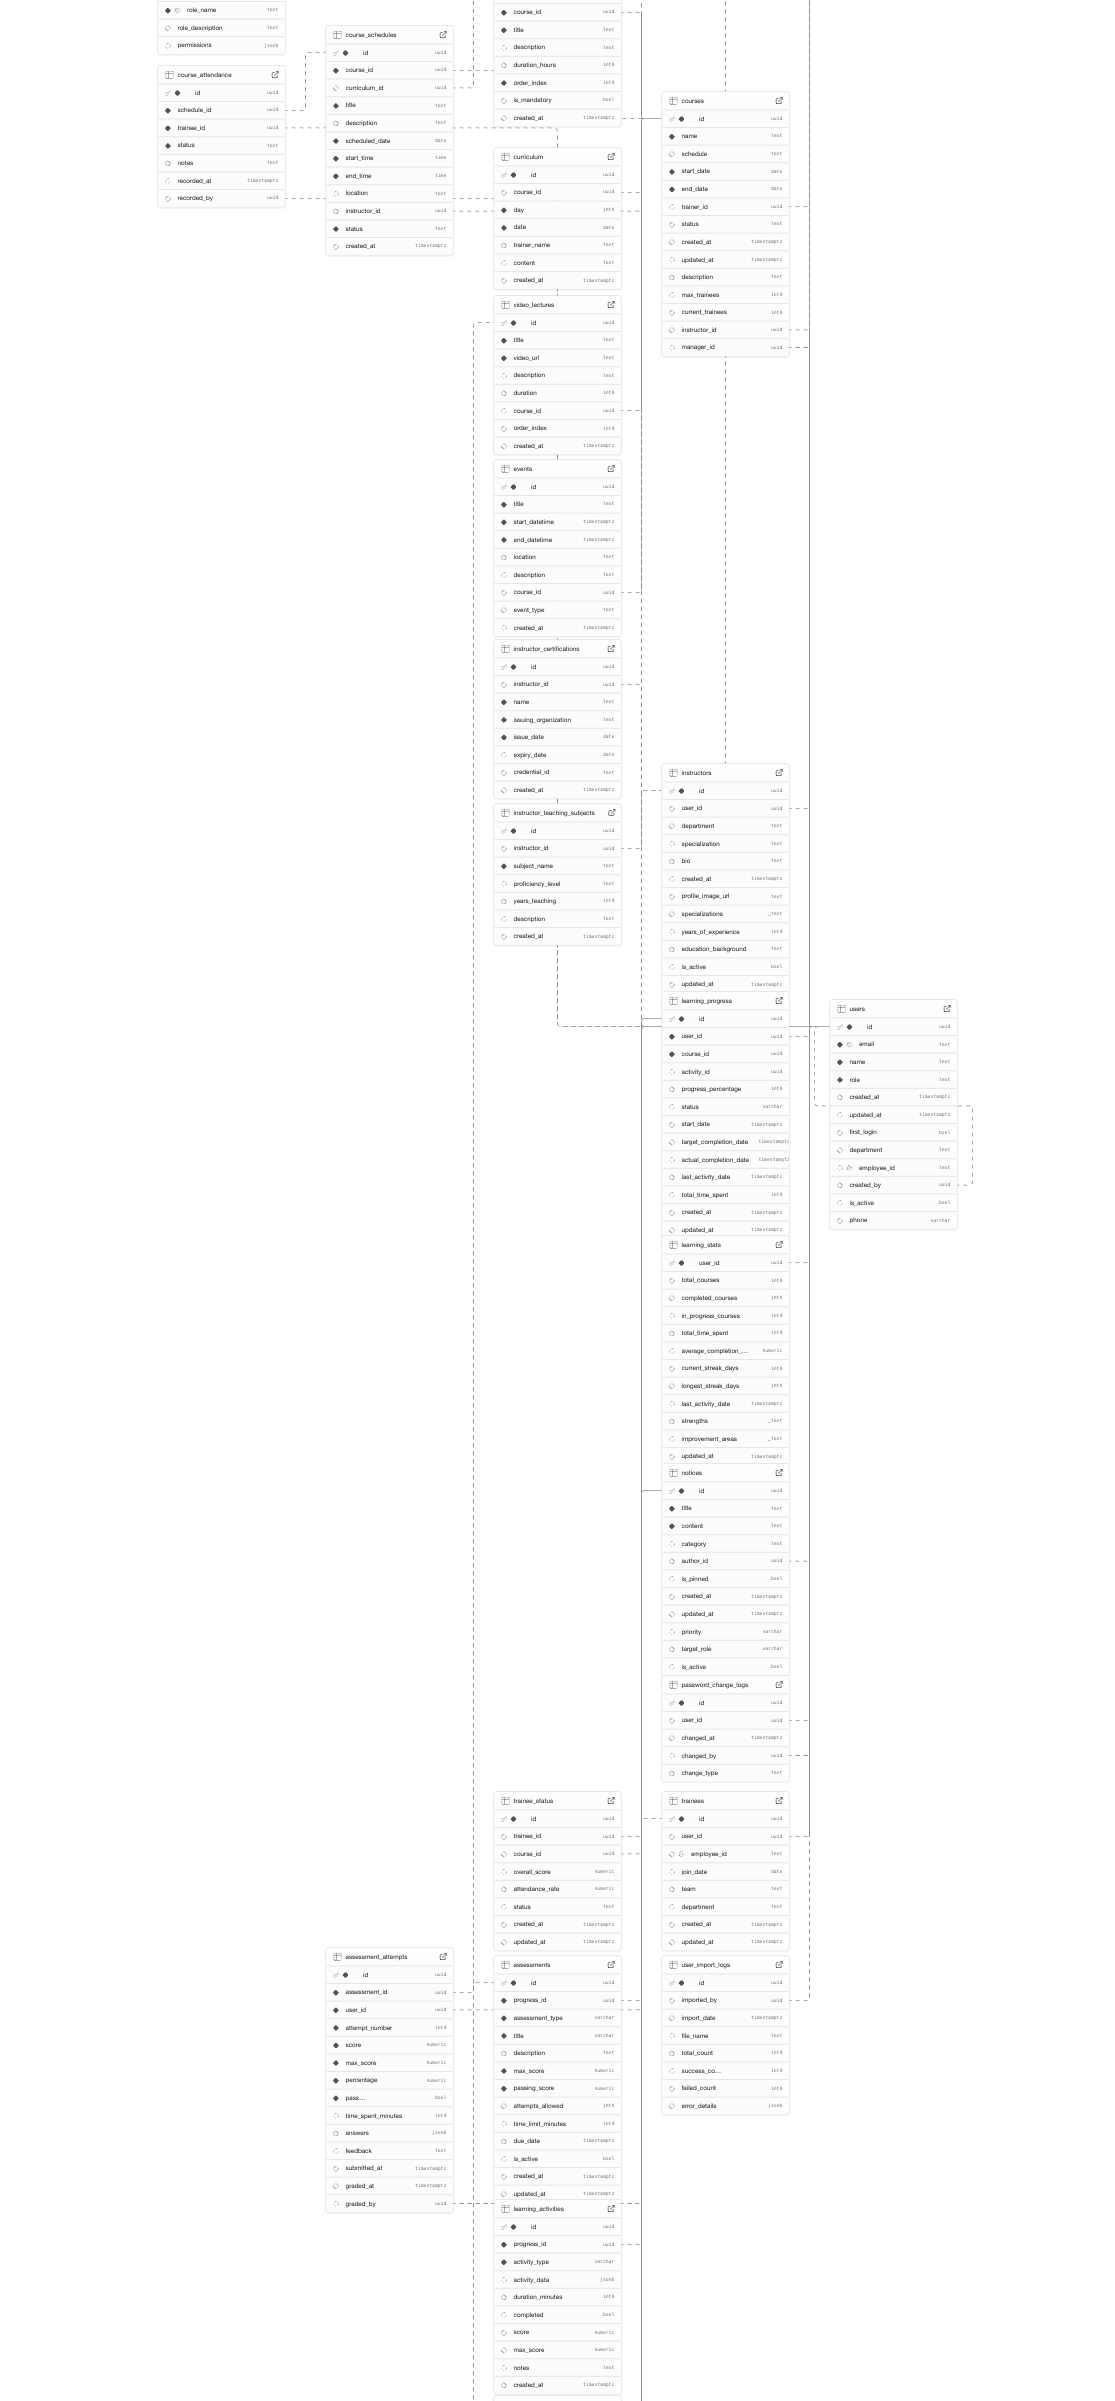 role_name text
role_description text
permissions jsonb
course_attendance
id uuid
schedule_id uuid
trainee_id uuid
status text
notes text
recorded_at timestamptz
recorded_by uuid
course_schedules
id uuid
course_id uuid
curriculum_id uuid
title text
description text
scheduled_date date
start_time time
end_time time
location text
instructor_id uuid
status text
created_at timestamptz
course_id uuid
title text
description text
duration_hours int4
order_index int4
is_mandatory bool
created_at timestamptz
curriculum
id uuid
course_id uuid
day int4
date date
trainer_name text
content text
created_at timestamptz
video_lectures
id uuid
title text
video_url text
description text
duration int4
course_id uuid
order_index int4
created_at timestamptz
events
id uuid
title text
start_datetime timestamptz
end_datetime timestamptz
location text
description text
course_id uuid
event_type text
created_at timestamptz
instructor_certifications
id uuid
instructor_id uuid
name text
issuing_organization text
issue_date date
expiry_date date
credential_id text
created_at timestamptz
instructor_teaching_subjects
id uuid
instructor_id uuid
subject_name text
proficiency_level text
years_teaching int4
description text
created_at timestamptz
courses
id uuid
name text
schedule text
start_date date
end_date date
trainer_id uuid
status text
created_at timestamptz
updated_at timestamptz
description text
max_trainees int4
current_trainees int4
instructor_id uuid
manager_id uuid
instructors
id uuid
user_id uuid
department text
specialization text
bio text
created_at timestamptz
profile_image_url text
specializations _text
years_of_experience int4
education_background text
is_active bool
updated_at timestamptz
learning_progress
id uuid
user_id uuid
course_id uuid
activity_id uuid
progress_percentage int4
status varchar
start_date timestamptz
target_completion_date timestamptz
actual_completion_date timestamptz
last_activity_date timestamptz
total_time_spent int4
created_at timestamptz
updated_at timestamptz
users
id uuid
email text
name text
role text
created_at timestamptz
updated_at timestamptz
first_login bool
department text
employee_id text
created_by uuid
is_active bool
phone varchar
learning_stats
user_id uuid
total_courses int4
completed_courses int4
in_progress_courses int4
total_time_spent int4
average_completion_... numeric
current_streak_days int4
longest_streak_days int4
last_activity_date timestamptz
strengths _text
improvement_areas _text
updated_at timestamptz
notices
id uuid
title text
content text
category text
author_id uuid
is_pinned bool
created_at timestamptz
updated_at timestamptz
priority varchar
target_role varchar
is_active bool
password_change_logs
id uuid
user_id uuid
changed_at timestamptz
changed_by uuid
change_type text
trainee_status
id uuid
trainee_id uuid
course_id uuid
overall_score numeric
attendance_rate numeric
status text
created_at timestamptz
updated_at timestamptz
trainees
id uuid
user_id uuid
employee_id text
join_date date
team text
department text
created_at timestamptz
updated_at timestamptz
assessment_attempts
id uuid
assessment_id uuid
user_id uuid
attempt_number int4
score numeric
max_score numeric
percentage numeric
pass... bool
time_spent_minutes int4
answers jsonb
feedback text
submitted_at timestamptz
graded_at timestamptz
graded_by uuid
assessments
id uuid
progress_id uuid
assessment_type varchar
title varchar
description text
max_score numeric
passing_score numeric
attempts_allowed int4
time_limit_minutes int4
due_date timestamptz
is_active bool
created_at timestamptz
updated_at timestamptz
user_import_logs
id uuid
imported_by uuid
import_date timestamptz
file_name text
total_count int4
success_co... int4
failed_count int4
error_details jsonb
learning_activities
id uuid
progress_id uuid
activity_type varchar
activity_data jsonb
duration_minutes int4
completed bool
score numeric
max_score numeric
notes text
created_at timestamptz